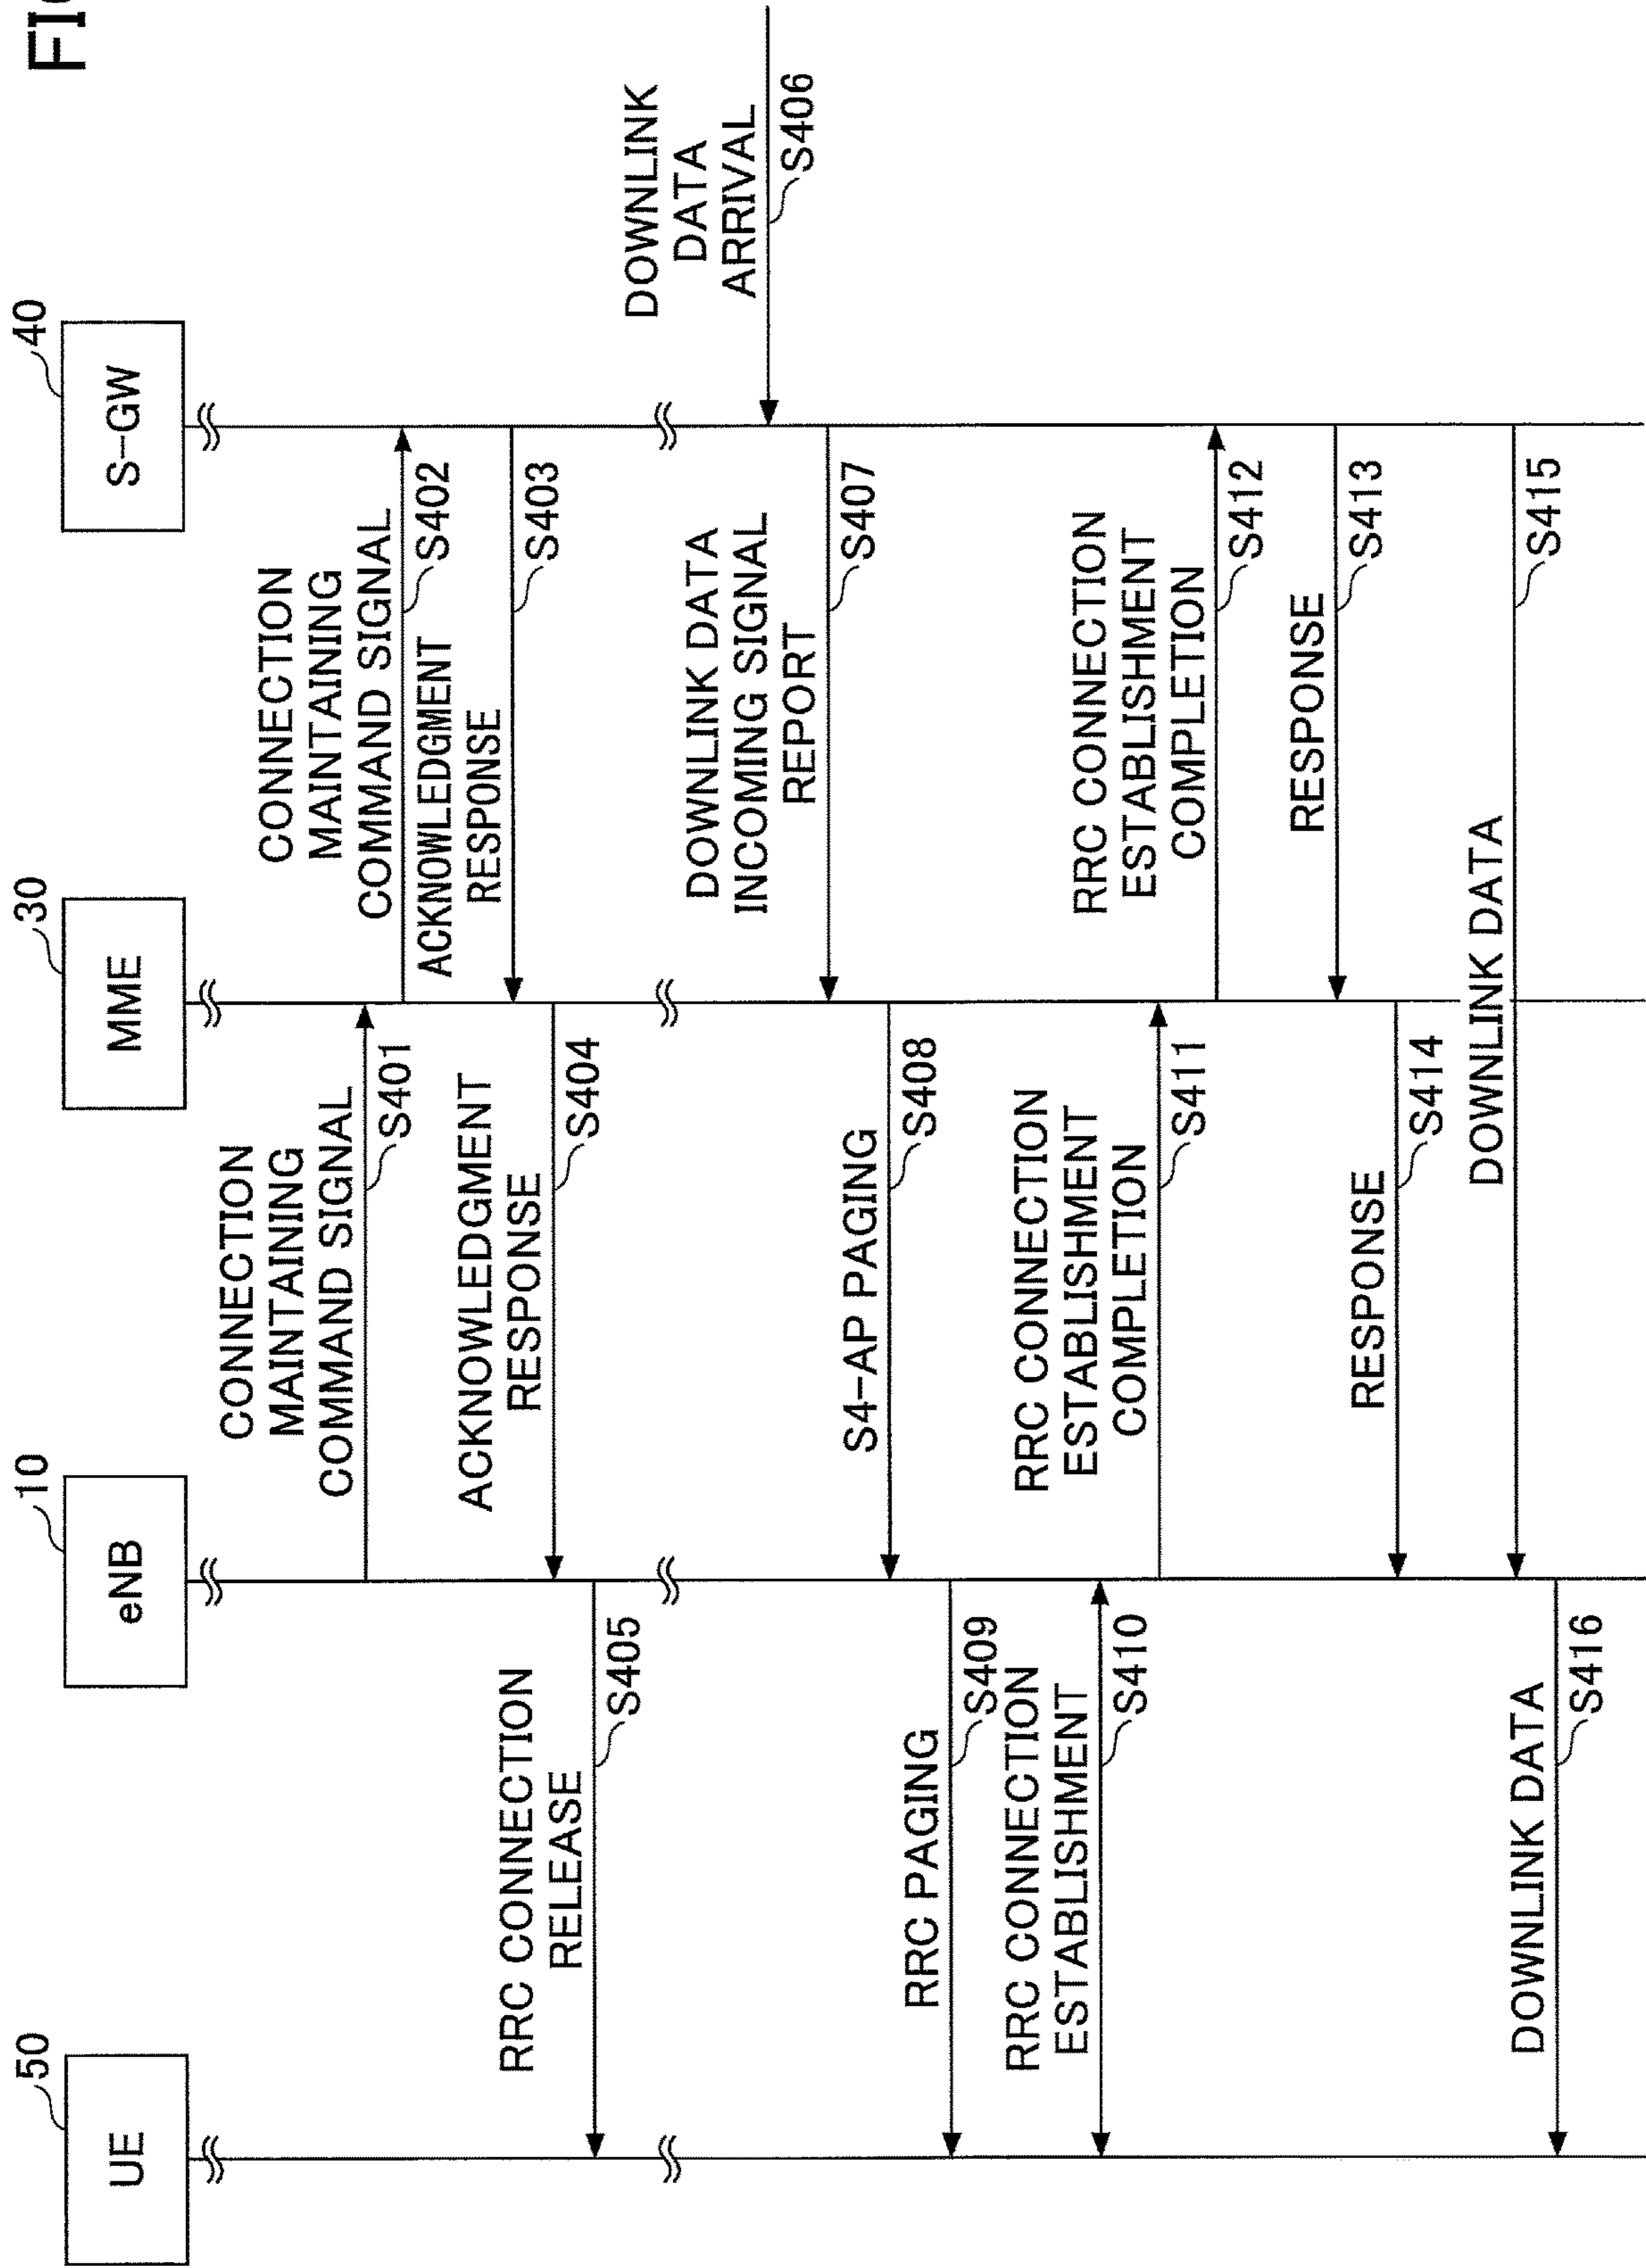 FIG
50
UE
10
eNB
30
MME
40
S-GW
CONNECTION
MAINTAINING
COMMAND SIGNAL
S401
CONNECTION
MAINTAINING
COMMAND SIGNAL
S402
ACKNOWLEDGMENT
RESPONSE
S403
ACKNOWLEDGMENT
RESPONSE
S404
RRC CONNECTION
RELEASE
S405
DOWNLINK
DATA
ARRIVAL
S406
DOWNLINK DATA
INCOMING SIGNAL
REPORT
S407
S4-AP PAGING
S408
RRC PAGING
S409
RRC CONNECTION
ESTABLISHMENT
S410
RRC CONNECTION
ESTABLISHMENT
COMPLETION
S411
RRC CONNECTION
ESTABLISHMENT
COMPLETION
S412
RESPONSE
S413
RESPONSE
S414
DOWNLINK DATA
S415
DOWNLINK DATA
S416